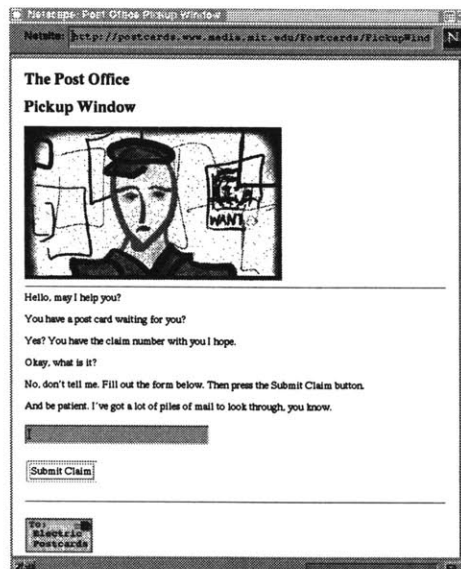 Netscape: Post Office Pickup Window
Netsite: http://postcards.www.media.mit.edu/Postcards/PickupWind
N
The Post Office
Pickup Window
WANT
Hello, may I help you?
You have a post card waiting for you?
Yes? You have the claim number with you I hope.
Okay, what is it?
No, don't tell me. Fill out the form below. Then press the Submit Claim button.
And be patient. I've got a lot of piles of mail to look through, you know.
Submit Claim
To:
Electric
Postcards